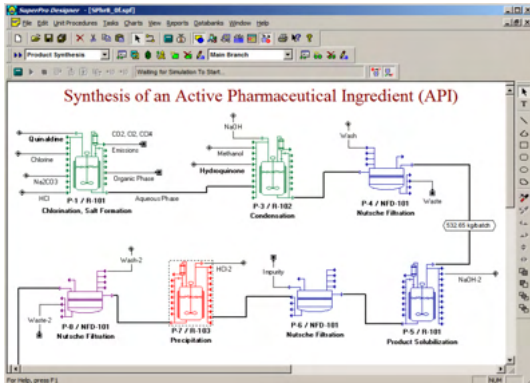 SuperPro Designer - [SPhr8_0f.spf]
File Edit Unit Procedures Tasks Charts View Reports Databanks Window Help
Product Synthesis
Main Branch
Waiting for Simulation To Start...
Synthesis of an Active Pharmaceutical Ingredient (API)
Quinaldine
Chlorine
Na2CO3
HCl
CO2, Cl2, CCl4
Emissions
Organic Phase
Aqueous Phase
P-1 / R-101
Chlorination, Salt Formation
NaOH
Methanol
Hydroquinone
P-3 / R-102
Condensation
Wash
Waste
P-4 / NFD-101
Nutsche Filtration
532.65 kg/batch
Wash-2
Waste-2
P-8 / NFD-101
Nutsche Filtration
HCl-2
P-7 / R-103
Precipitation
Impurity
P-6 / NFD-101
Nutsche Filtration
NaOH-2
P-5 / R-101
Product Solubilization
For Help, press F1
NUM